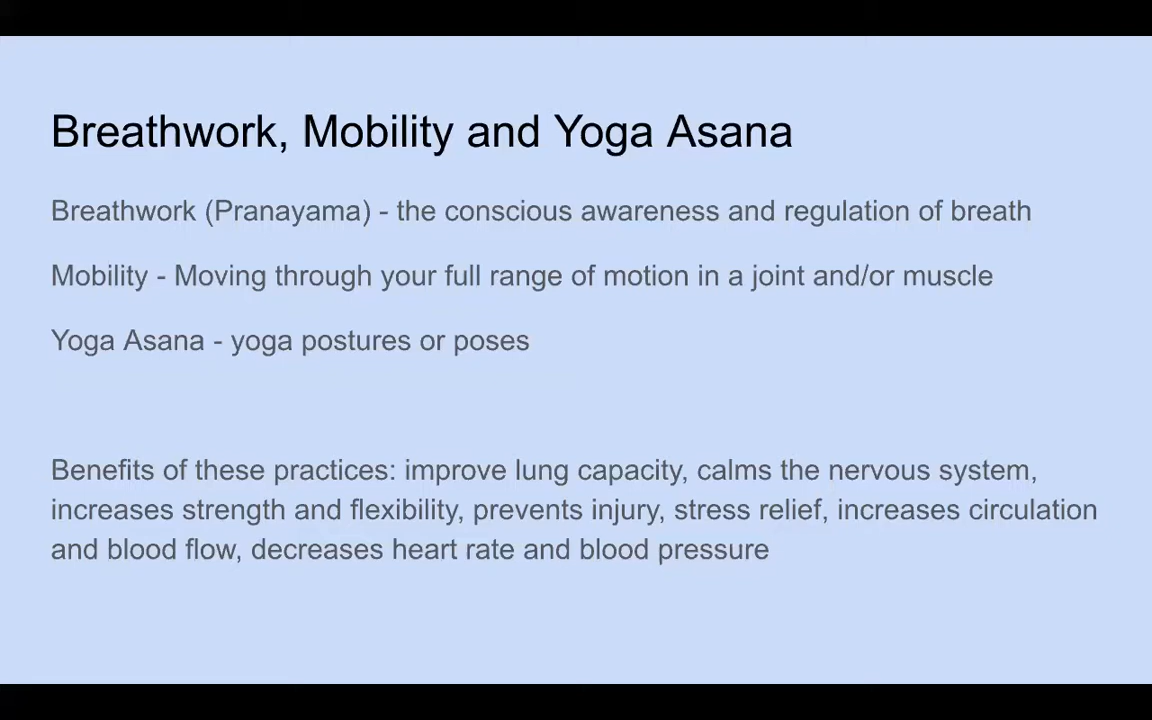 Breathwork, Mobility and Yoga Asana
Breathwork (Pranayama) - the conscious awareness and regulation of breath
Mobility - Moving through your full range of motion in a joint and/or muscle
Yoga Asana - yoga postures or poses
Benefits of these practices: improve lung capacity, calms the nervous system,
increases strength and flexibility, prevents injury, stress relief, increases circulation
and blood flow, decreases heart rate and blood pressure